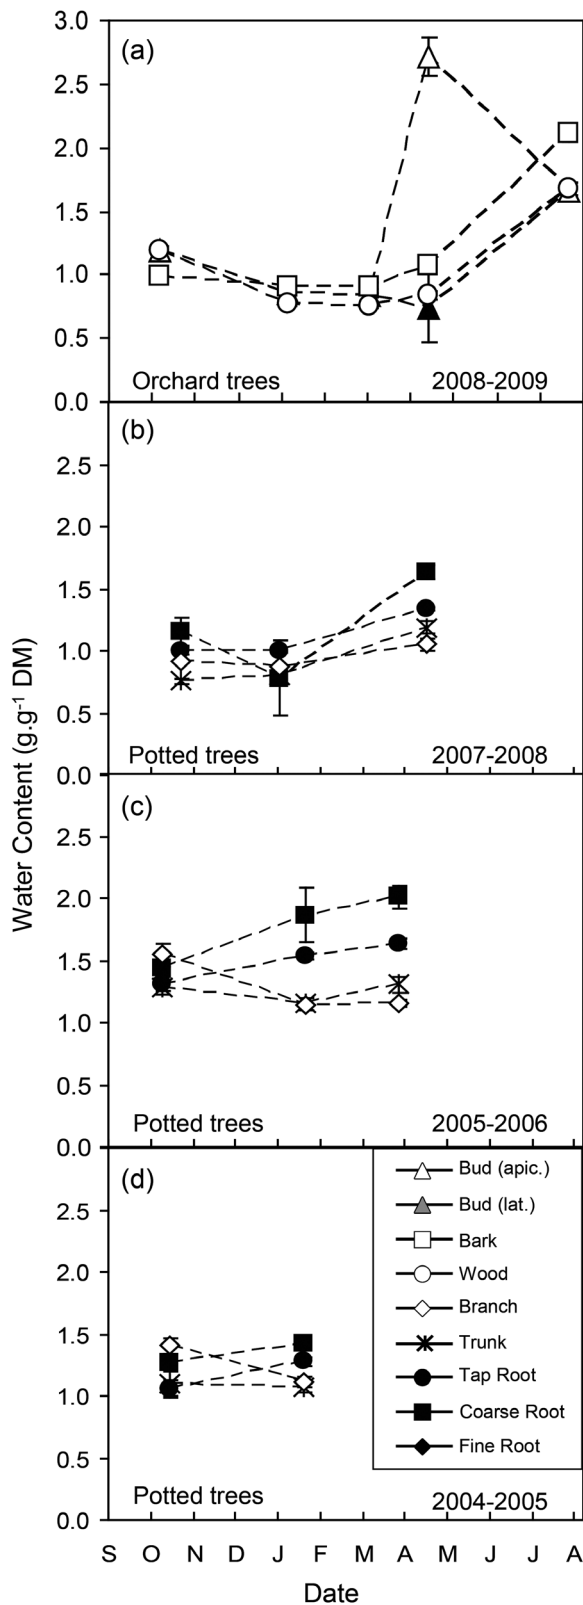 3.0
(a)
2.5
2.0
1.5
1.0
0.5
Orchard trees 2008-2009
0.0
(b)
2.5
2.0
1.5
1.0
0.5
Potted trees 2007-2008
0.0
(c)
2.5
2.0
1.5
1.0
0.5
Potted trees 2005-2006
0.0
(d)
2.5
2.0
1.5
1.0
0.5
Potted trees 2004-2005
0.0
Bud (apic.)
Bud (lat.)
Bark
Wood
Branch
Trunk
Tap Root
Coarse Root
Fine Root
S O N D J F M A M J J A
Date
Water Content (g.g⁻¹ DM)